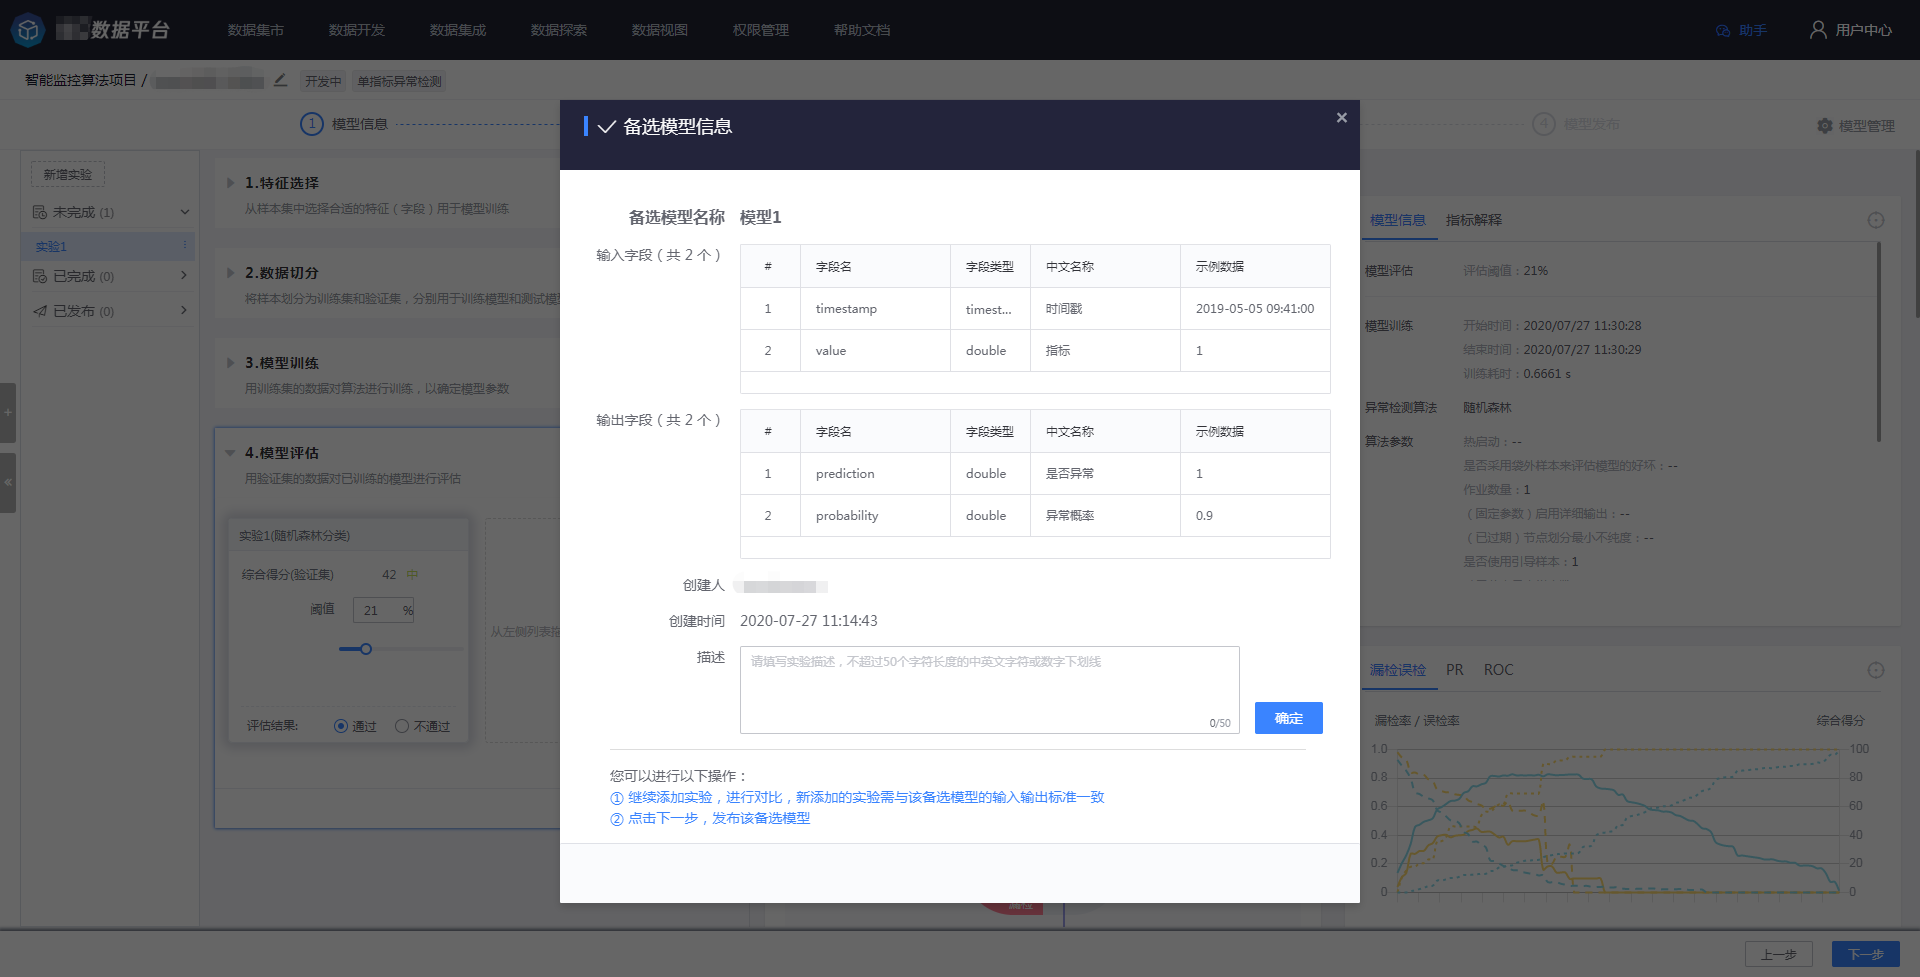 数据平台
数据集市 数据开发 数据集成 数据探索 数据视图 权限管理 帮助文档 助手 用户中心
智能监控算法项目 / 开发中 单指标异常检测
1 模型信息
4 模型发布
模型管理
新增实验
未完成 (1)
实验1
已完成 (0)
已发布 (0)
1.特征选择
从样本集中选择合适的特征（字段）用于模型训练
2.数据切分
将样本划分为训练集和验证集，分别用于训练模型和测试模
3.模型训练
用训练集的数据对算法进行训练，以确定模型参数
4.模型评估
用验证集的数据对已训练的模型进行评估
实验1(随机森林分类)
综合得分(验证集) 42 中
阈值 21 %
评估结果: 通过 不通过
从左侧列表拖
备选模型信息
备选模型名称 模型1
输入字段（共 2 个）
# 字段名 字段类型 中文名称 示例数据
1 timestamp timest... 时间戳 2019-05-05 09:41:00
2 value double 指标 1
输出字段（共 2 个）
# 字段名 字段类型 中文名称 示例数据
1 prediction double 是否异常 1
2 probability double 异常概率 0.9
创建人
创建时间 2020-07-27 11:14:43
描述 请填写实验描述，不超过50个字符长度的中英文字符或数字下划线
0/50
确定
您可以进行以下操作：
① 继续添加实验，进行对比，新添加的实验需与该备选模型的输入输出标准一致
② 点击下一步，发布该备选模型
模型信息 指标解释
模型评估 评估阈值：21%
模型训练 开始时间：2020/07/27 11:30:28
结束时间：2020/07/27 11:30:29
训练耗时：0.6661 s
异常检测算法 随机森林
算法参数 热启动：--
是否采用袋外样本来评估模型的好坏：--
作业数量：1
（固定参数）启用详细输出：--
（已过期）节点划分最小不纯度：--
是否使用引导样本：1
漏检误检 PR ROC
漏检率 / 误检率 综合得分
1.0 100
0.8 80
0.6 60
0.4 40
0.2 20
0 0
漏检
上一步 下一步